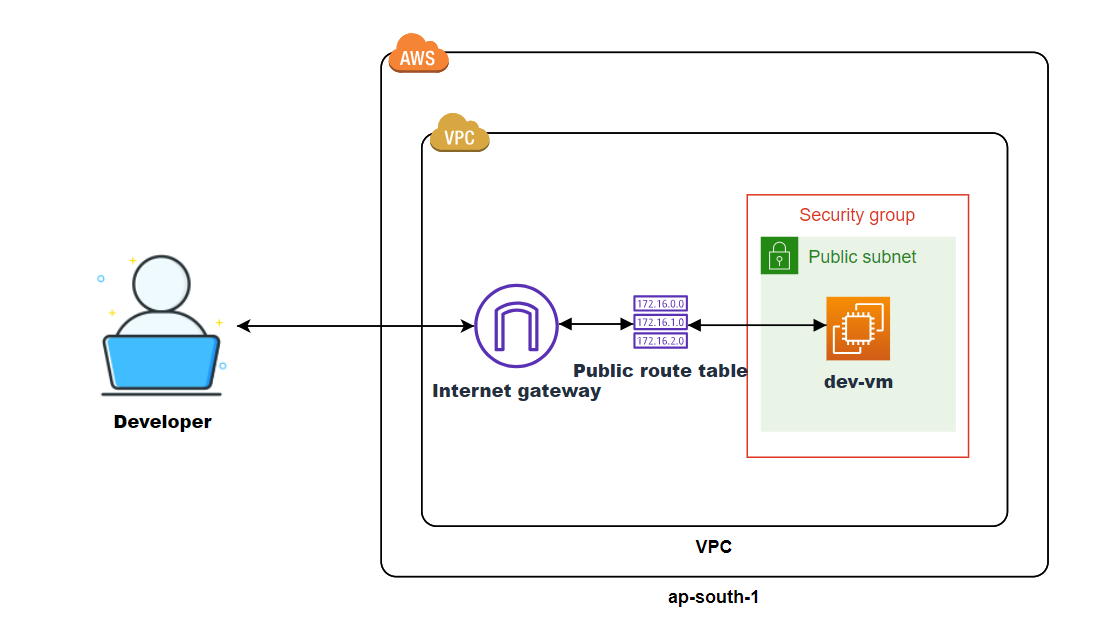 AWS
VPC
Security group
Public subnet
172.16.0.0
172.16.1.0
172.16.2.0
Public route table
dev-vm
Internet gateway
Developer
VPC
ap-south-1